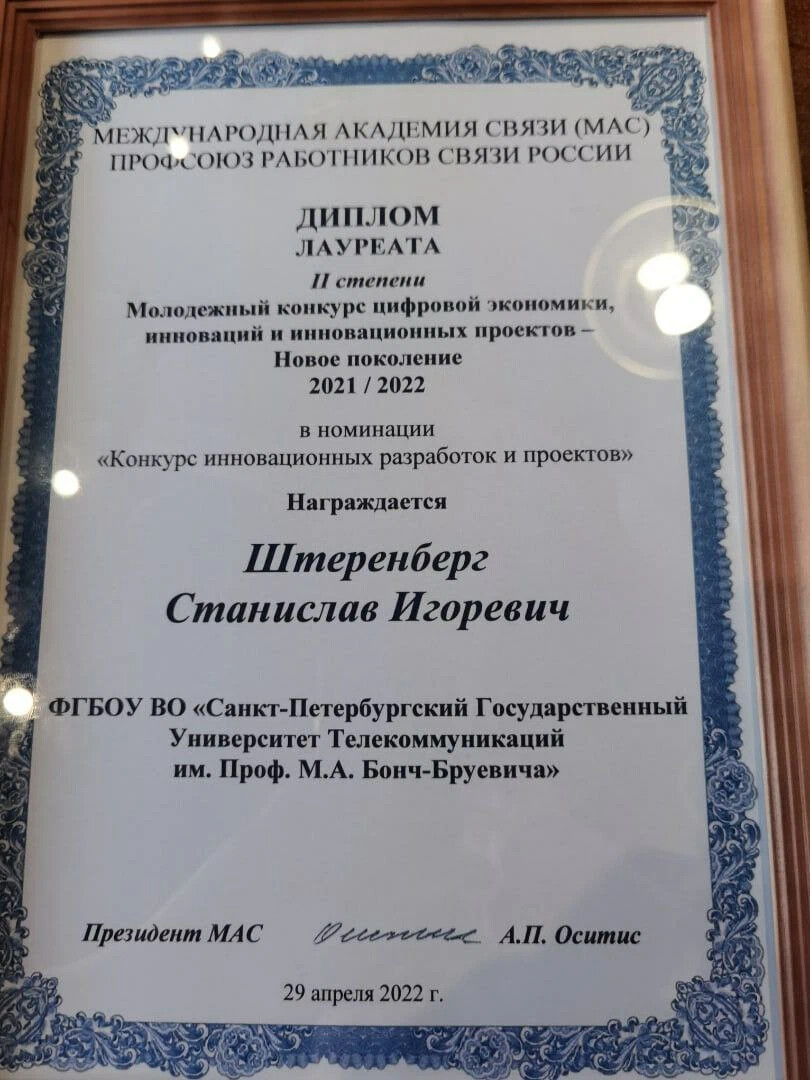 МЕЖДУНАРОДНАЯ АКАДЕМИЯ СВЯЗИ (МАС)
ПРОФСОЮЗ РАБОТНИКОВ СВЯЗИ РОССИИ
ДИПЛОМ
ЛАУРЕАТА
II степени
Молодежный конкурс цифровой экономики,
инноваций и инновационных проектов –
Новое поколение
2021 / 2022
в номинации
«Конкурс инновационных разработок и проектов»
Награждается
Штеренберг
Станислав Игоревич
ФГБОУ ВО «Санкт-Петербургский Государственный
Университет Телекоммуникаций
им. Проф. М.А. Бонч-Бруевича»
Президент МАС А.П. Оситис
29 апреля 2022 г.